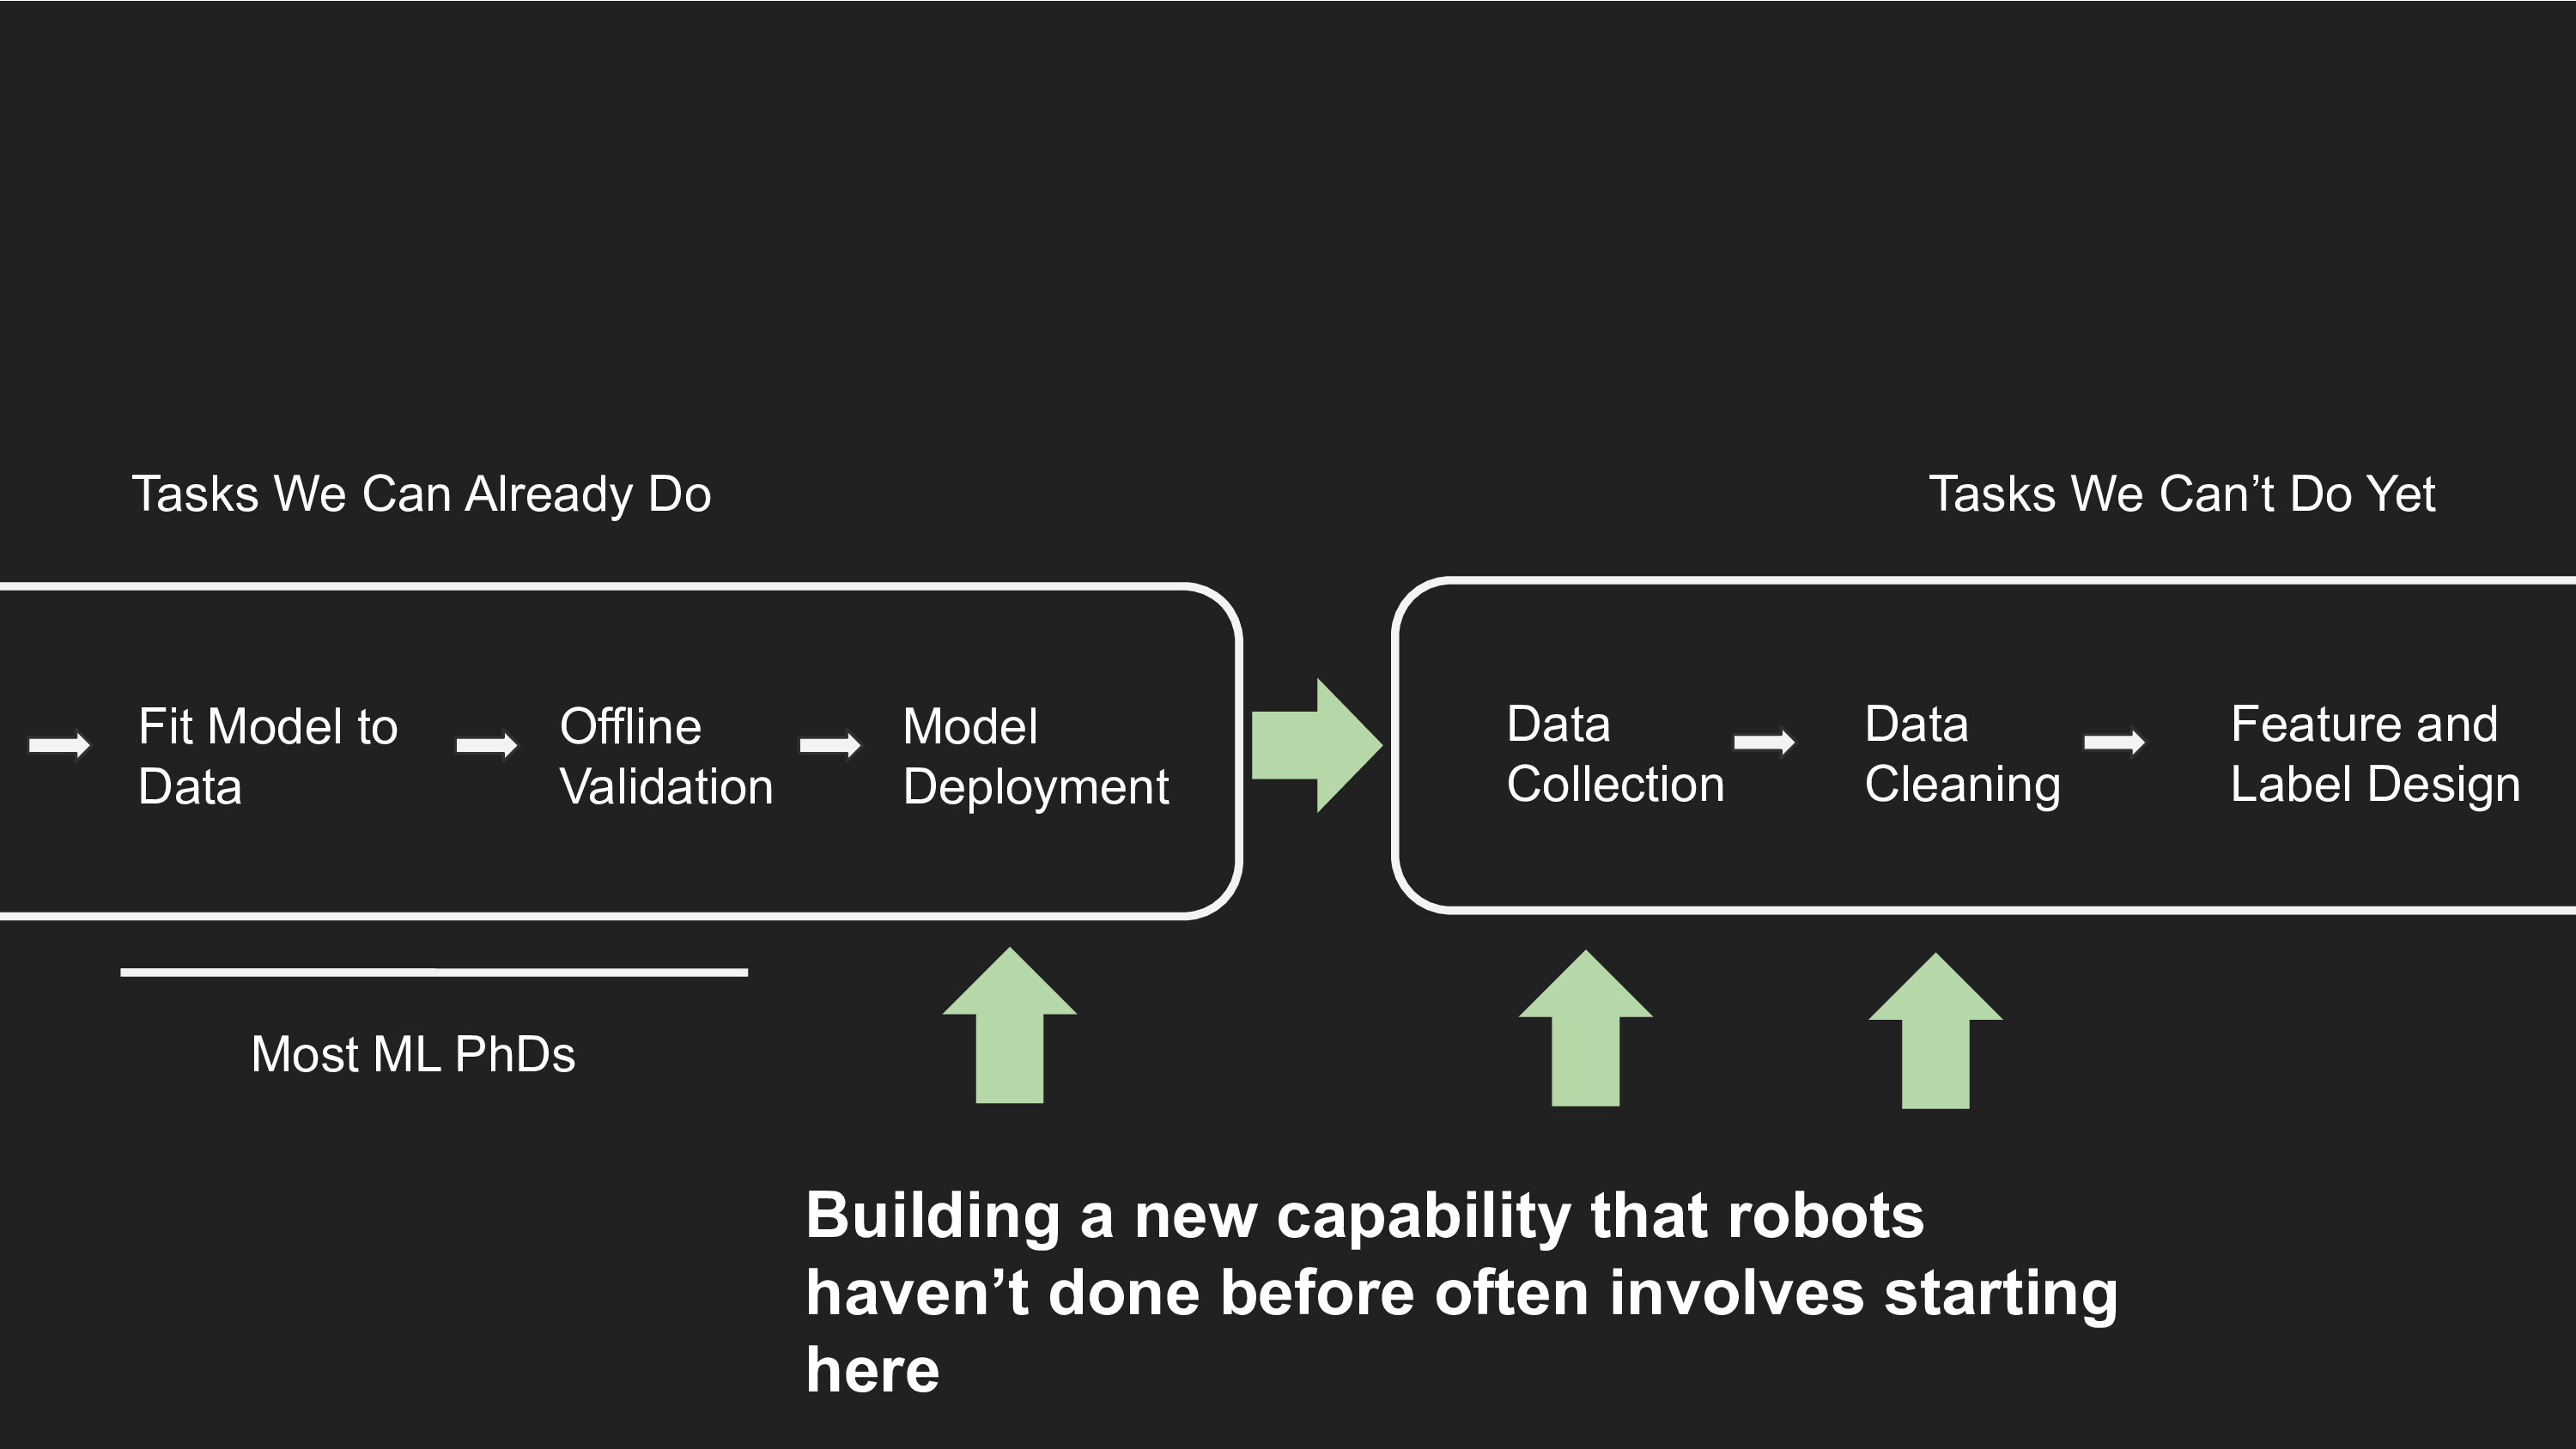 Tasks We Can Already Do
Tasks We Can’t Do Yet
Fit Model to
Data
Offline
Validation
Model
Deployment
Data
Collection
Data
Cleaning
Feature and
Label Design
Most ML PhDs
Building a new capability that robots
haven’t done before often involves starting
here